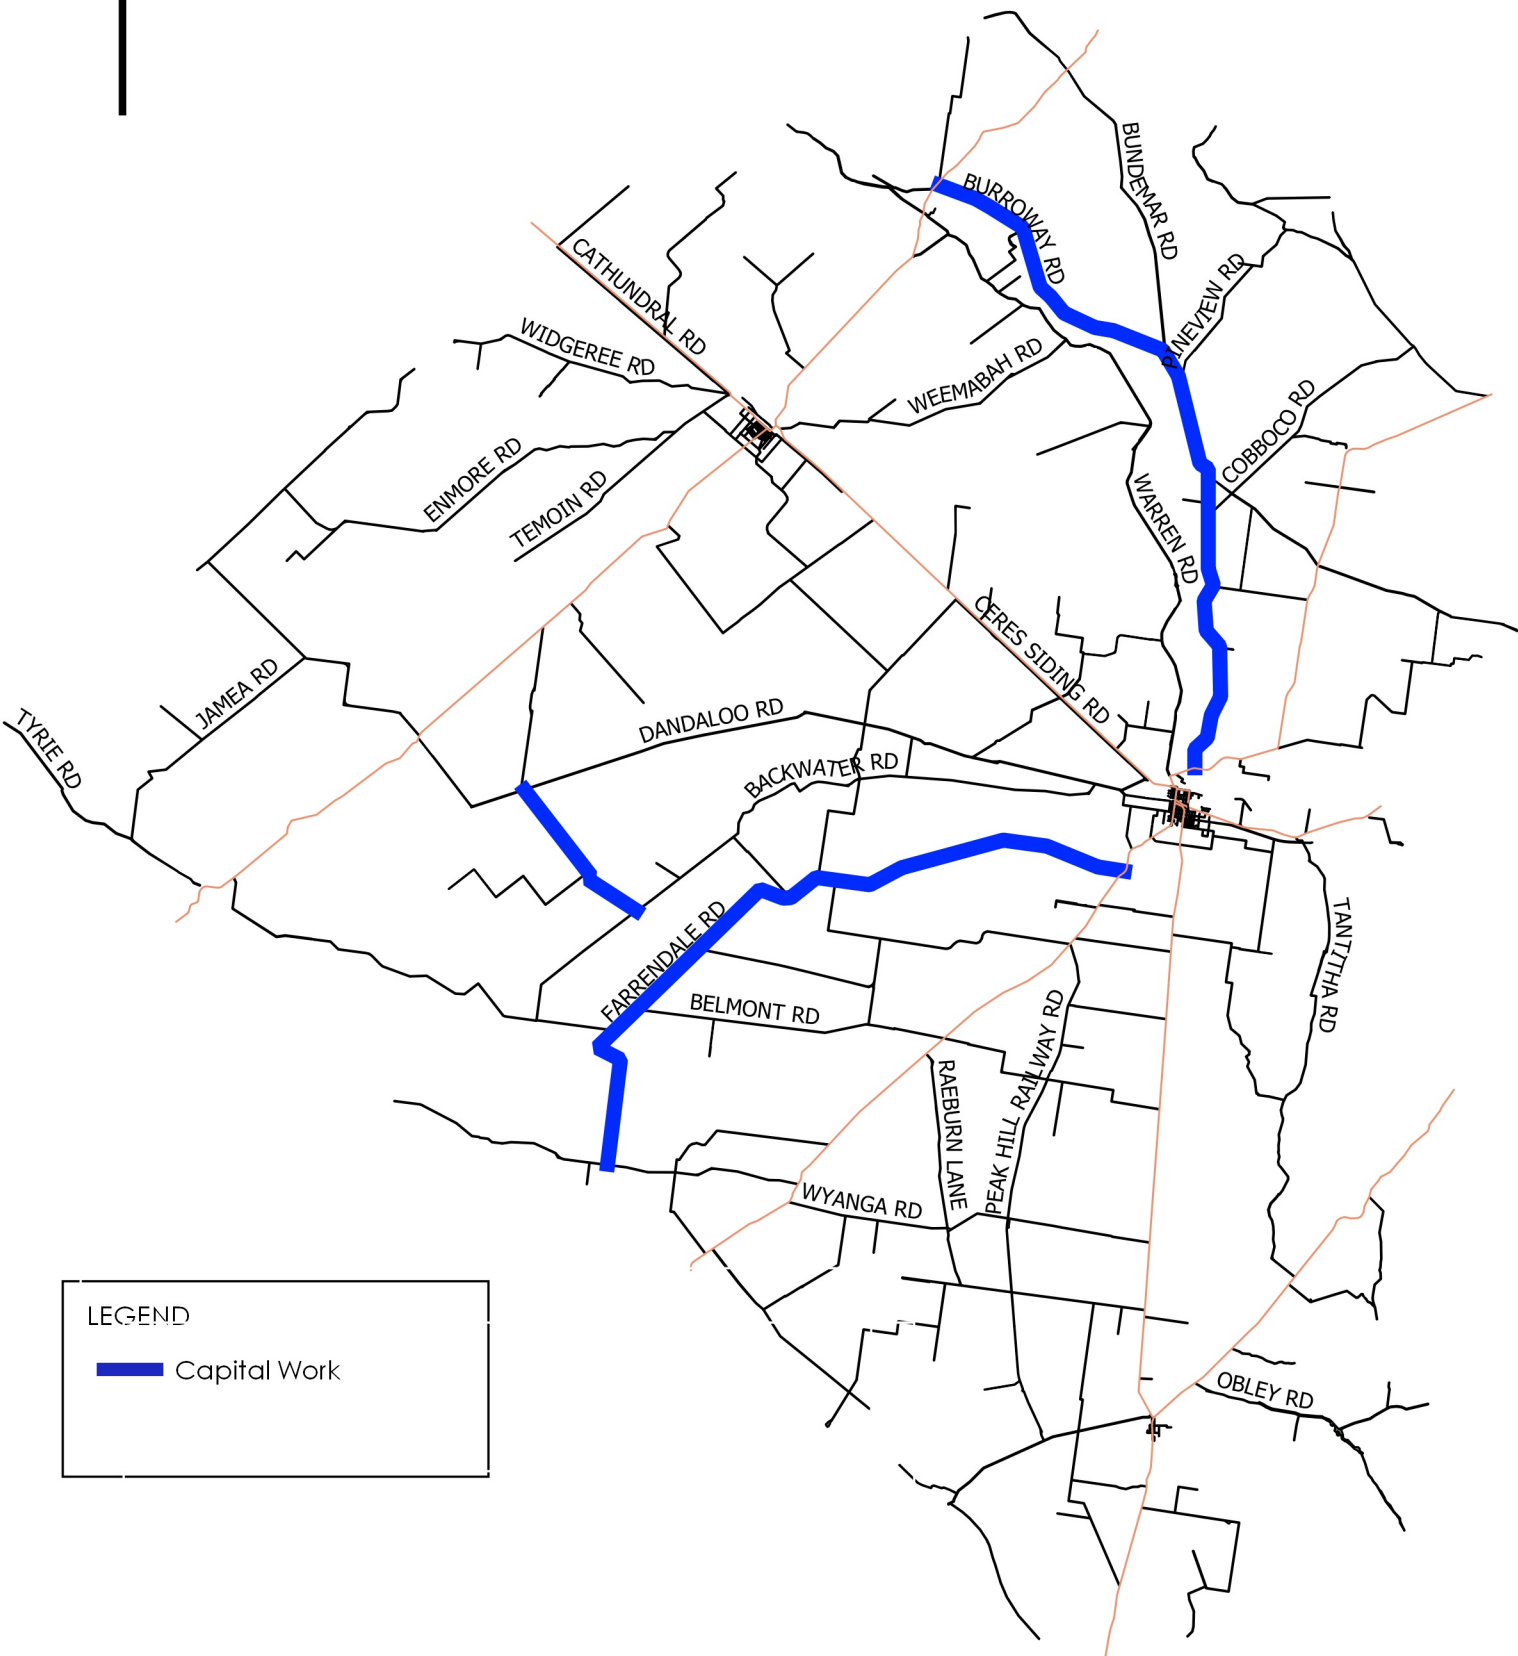 BUNDEMAR RD
BURROWAY RD
CATHUNDRAL RD
PINEVIEW RD
WIDGEREE RD
WEEMABAH RD
COBBOCO RD
ENMORE RD
TEMOIN RD
WARREN RD
CERES SIDING RD
JAMEA RD
TYRIE RD
DANDALOO RD
BACKWATER RD
FARRENDALE RD
TANTITHA RD
BELMONT RD
PEAK HILL RAILWAY RD
RAEBURN LANE
WYANGA RD
LEGEND
Capital Work
OBLEY RD